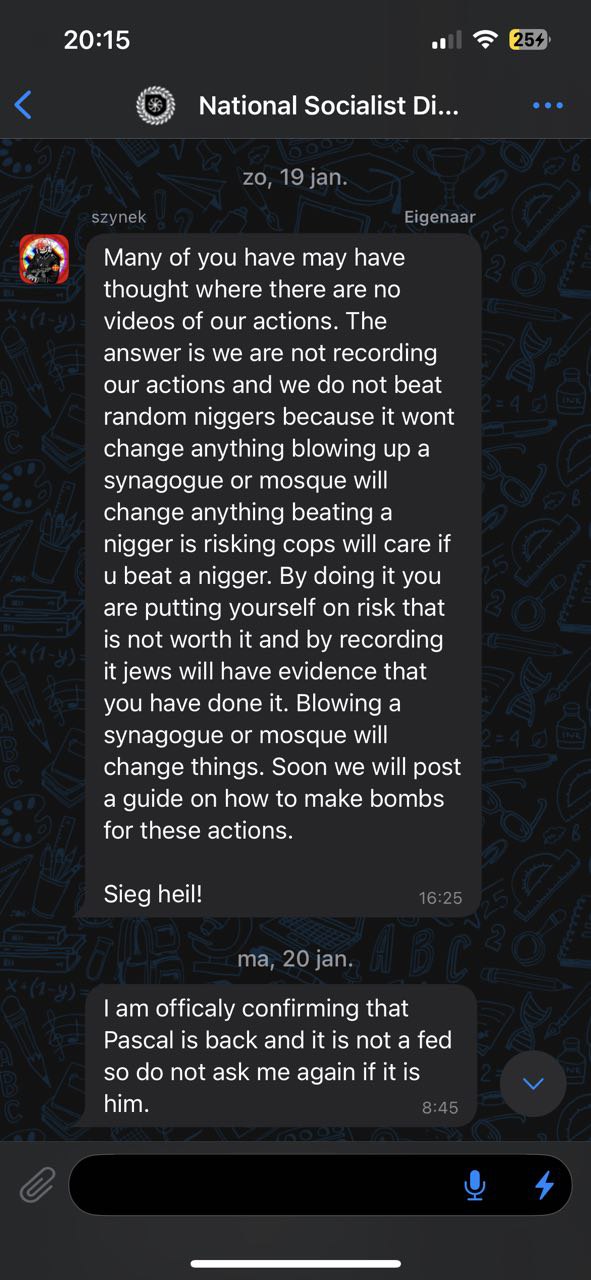 20:15
25
National Socialist Di...
zo, 19 jan.
szynek
Eigenaar
Many of you have may have
thought where there are no
videos of our actions. The
answer is we are not recording
our actions and we do not beat
random niggers because it wont
change anything blowing up a
synagogue or mosque will
change anything beating a
nigger is risking cops will care if
u beat a nigger. By doing it you
are putting yourself on risk that
is not worth it and by recording
it jews will have evidence that
you have done it. Blowing a
synagogue or mosque will
change things. Soon we will post
a guide on how to make bombs
for these actions.
Sieg heil!
16:25
ma, 20 jan.
I am officaly confirming that
Pascal is back and it is not a fed
so do not ask me again if it is
him.
8:45